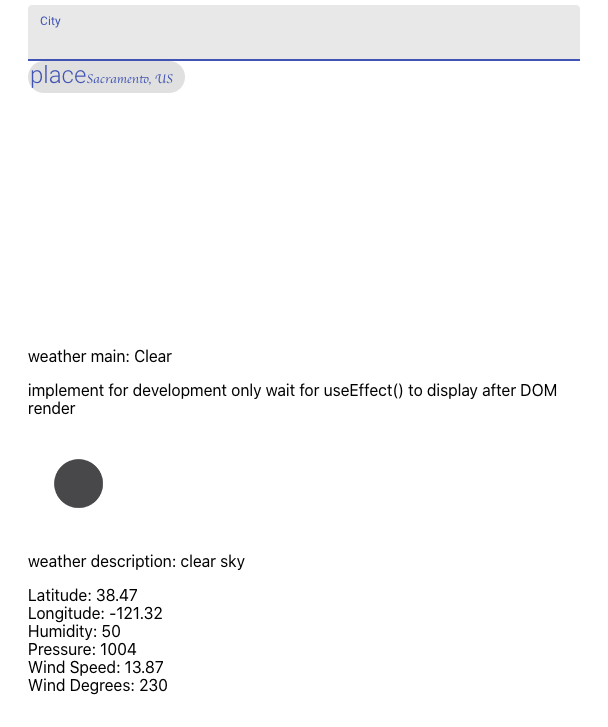 City
place Sacramento, US
weather main: Clear
implement for development only wait for useEffect() to display after DOM
render
weather description: clear sky
Latitude: 38.47
Longitude: -121.32
Humidity: 50
Pressure: 1004
Wind Speed: 13.87
Wind Degrees: 230